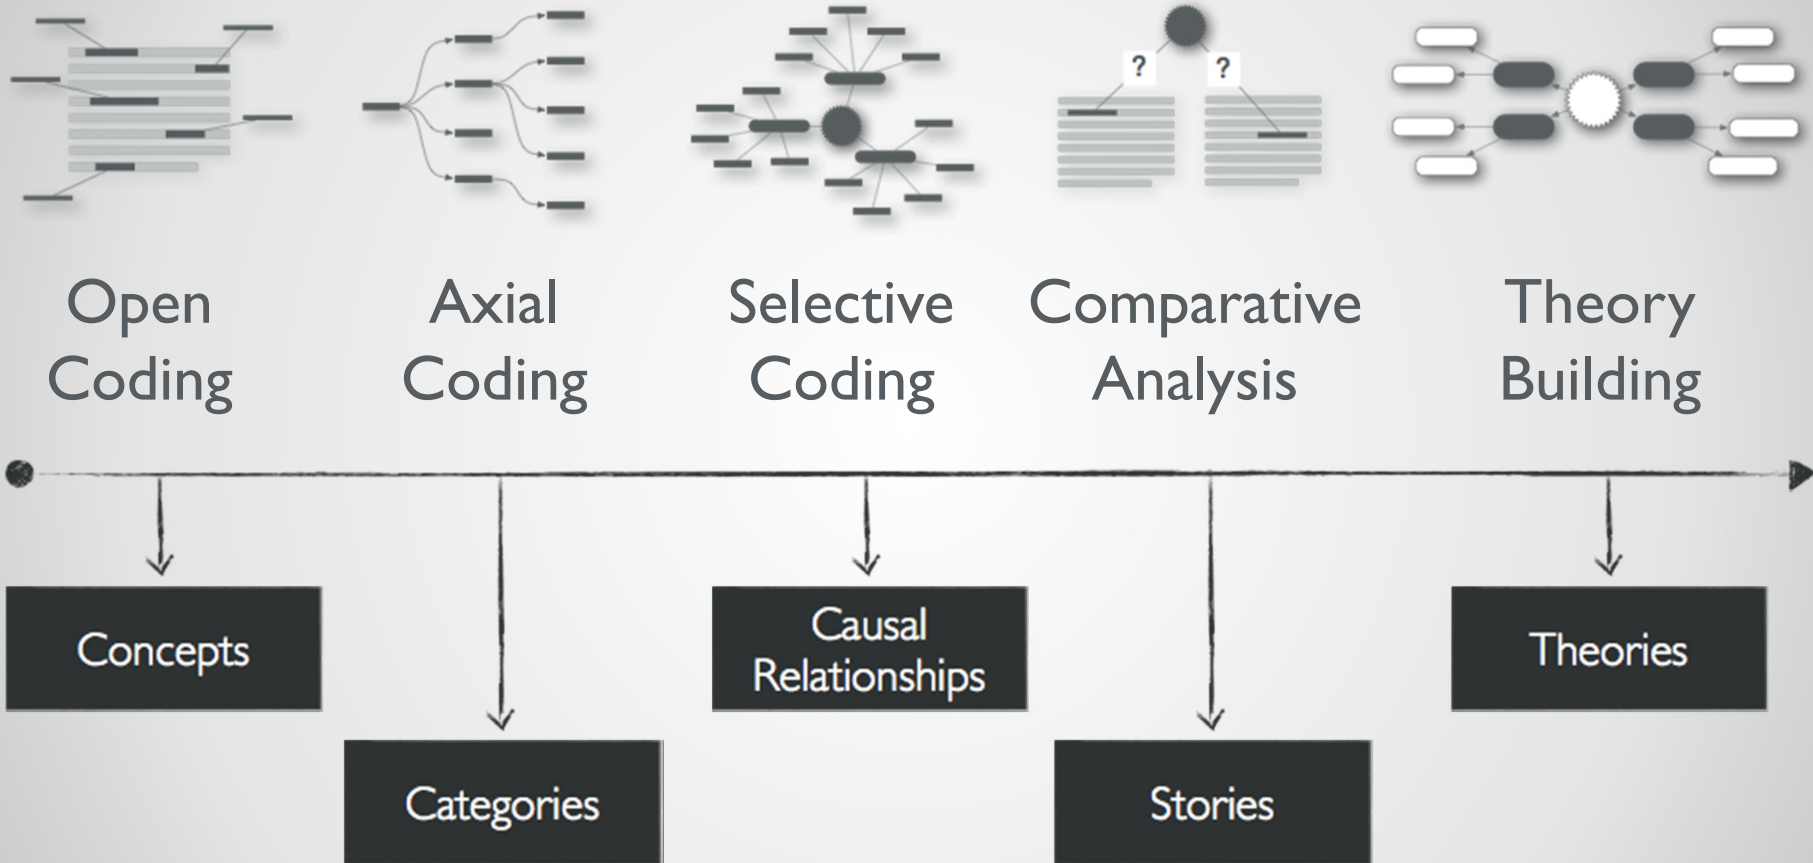 ?
?
Open
Coding
Axial
Coding
Selective
Coding
Comparative
Analysis
Theory
Building
Concepts
Categories
Causal
Relationships
Stories
Theories